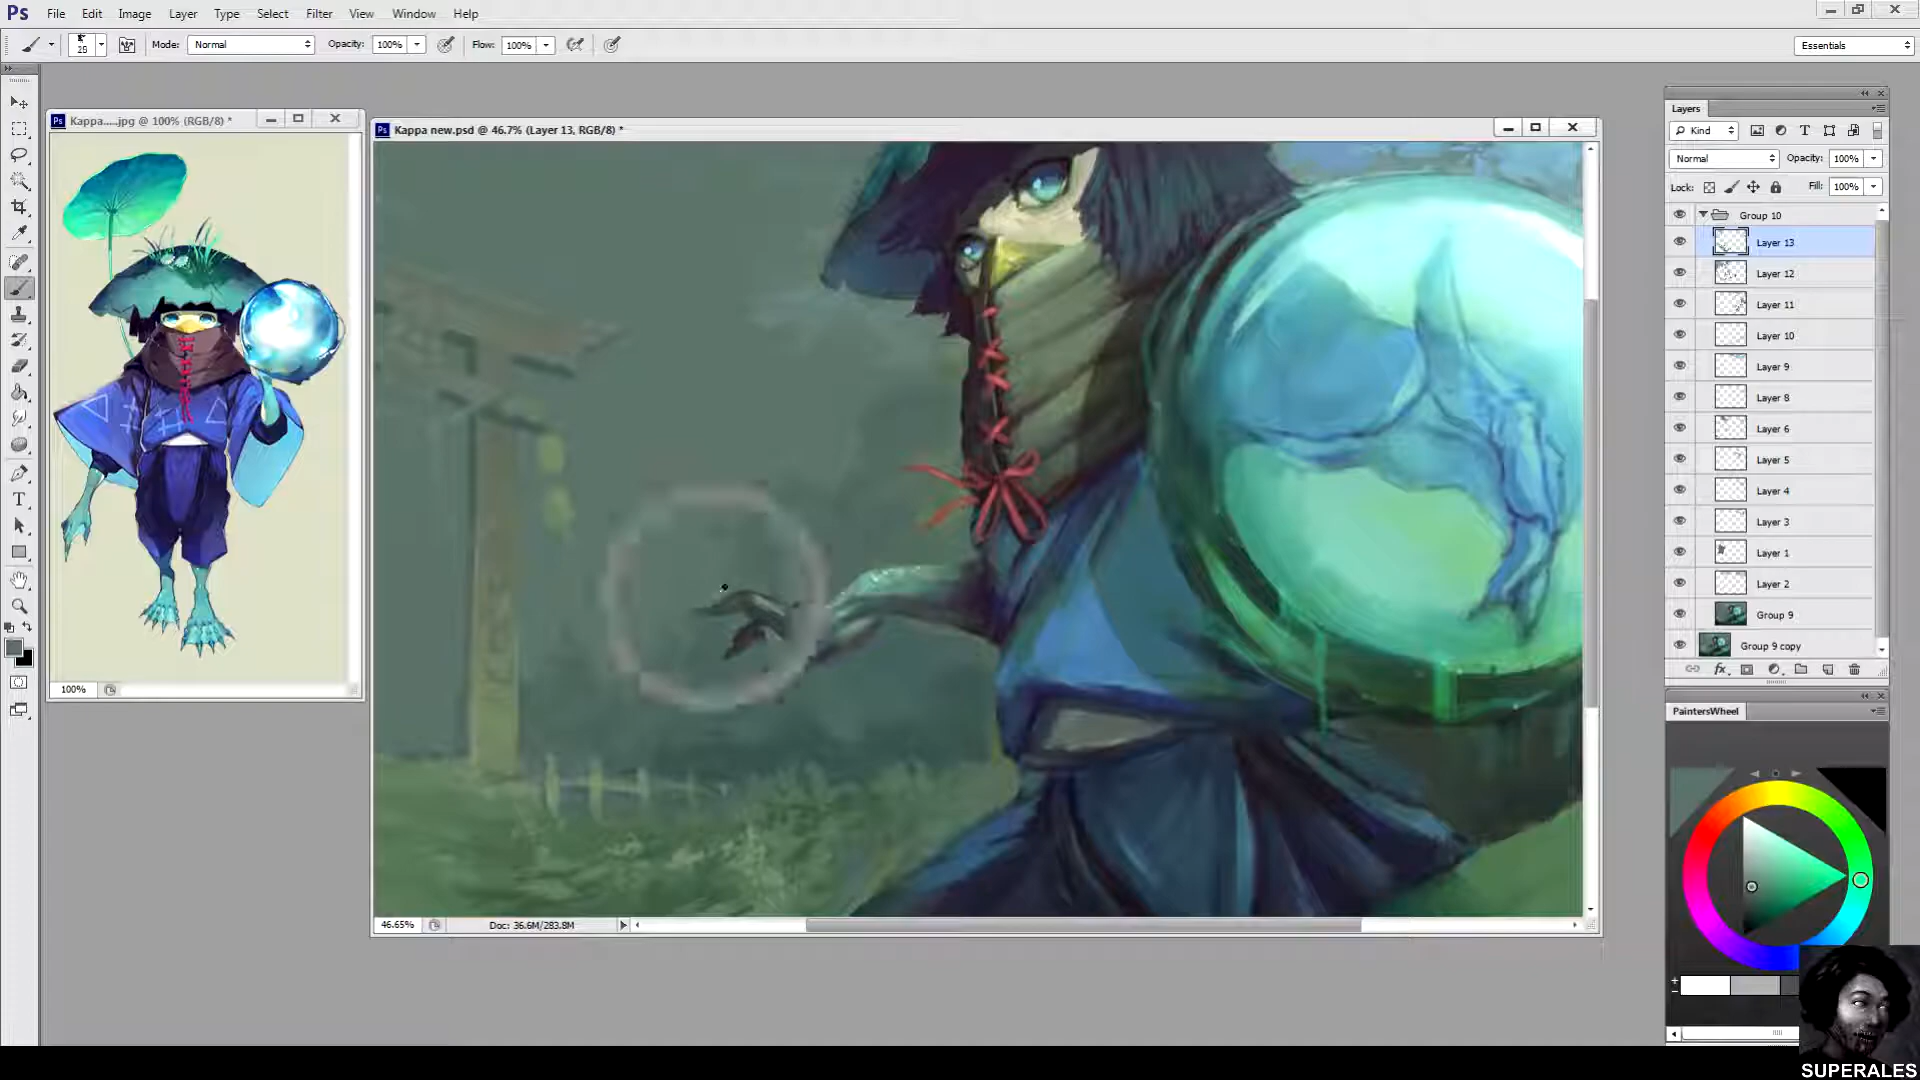 Ps File Edit Image Layer Type Select Filter View Window Help
25 Mode: Normal Opacity: 100% Flow: 100% Essentials
Ps Kappa.....jpg @ 100% (RGB/8) *
100%
Ps Kappa new.psd @ 46.7% (Layer 13, RGB/8) *
46.65% Doc: 36.6M/283.8M
Layers
Kind
Normal Opacity: 100%
Lock: Fill: 100%
Group 10
Layer 13
Layer 12
Layer 11
Layer 10
Layer 9
Layer 8
Layer 6
Layer 5
Layer 4
Layer 3
Layer 1
Layer 2
Group 9
Group 9 copy
fx
PaintersWheel
SUPERALES